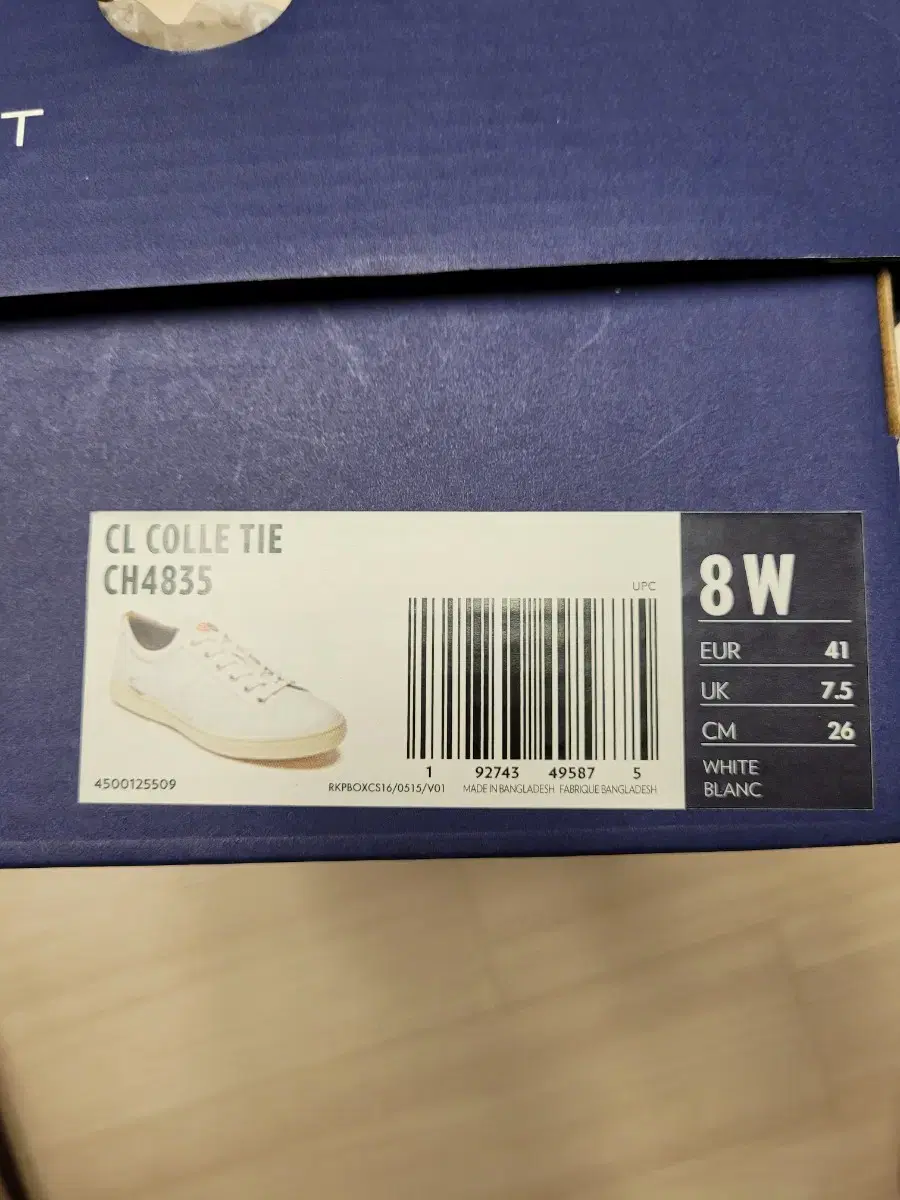 T
CL COLLE TIE
CH4835
UPC
1 92743 49587 5
4500125509
RKPBOXCS16/0515/V01 MADE IN BANGLADESH FABRIQUE BANGLADESH
8 W
EUR 41
UK 7.5
CM 26
WHITE
BLANC